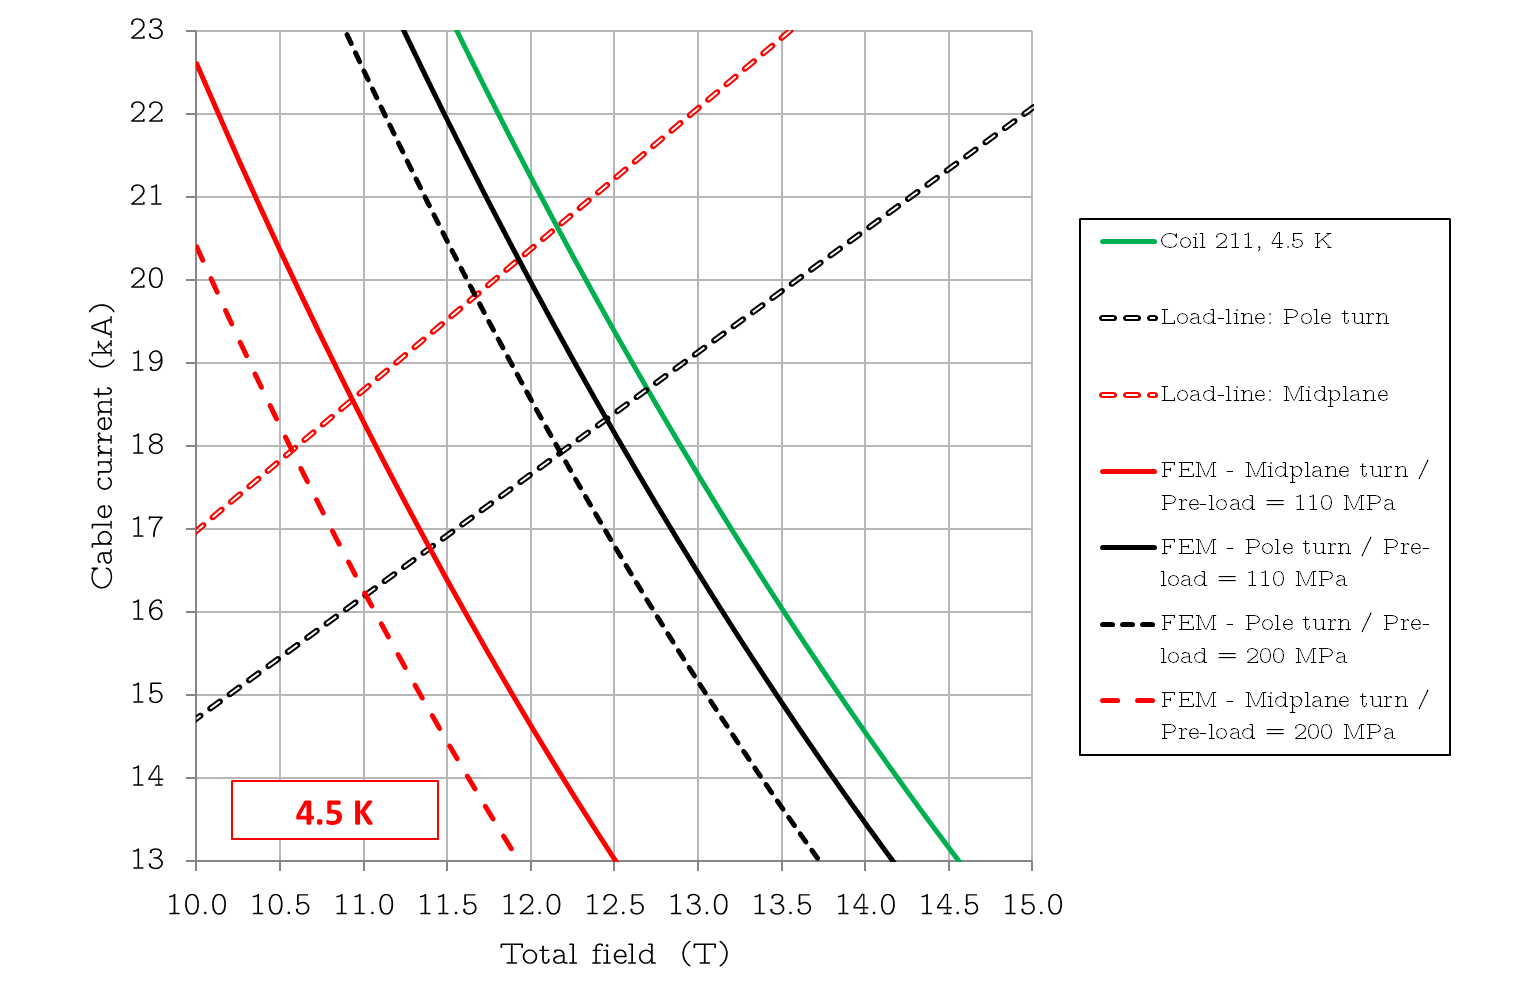 23
22
21
20
19
18
17
16
15
14
13
Cable current (kA)
10.0 10.5 11.0 11.5 12.0 12.5 13.0 13.5 14.0 14.5 15.0
Total field (T)
4.5 K
Coil 211, 4.5 K
Load-line: Pole turn
Load-line: Midplane
FEM - Midplane turn /
Pre-load = 110 MPa
FEM - Pole turn / Pre-
load = 110 MPa
FEM - Pole turn / Pre-
load = 200 MPa
FEM - Midplane turn /
Pre-load = 200 MPa